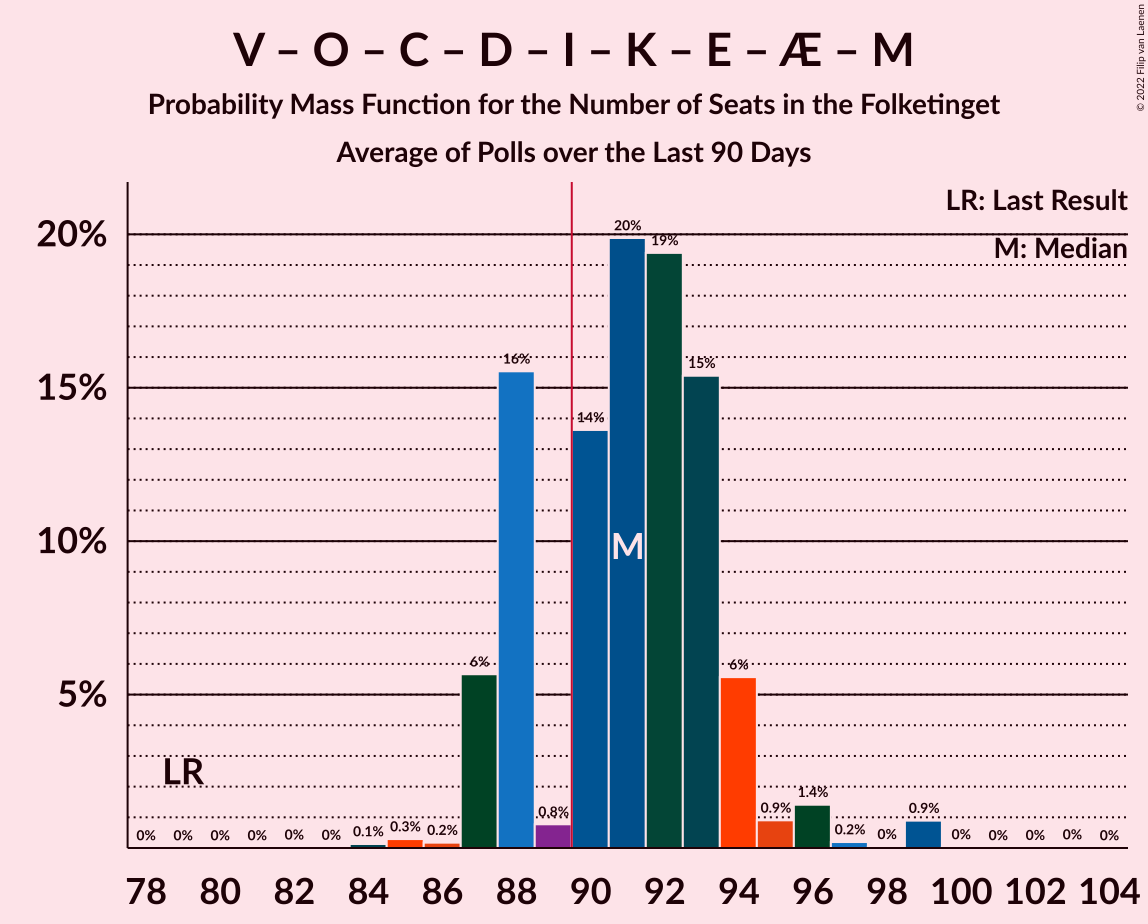 V – O – C – D – I – K – E – Æ – M
Probability Mass Function for the Number of Seats in the Folketinget
Average of Polls over the Last 90 Days
© 2022 Filip van Laenen
LR: Last Result
M: Median
20%
15%
10%
5%
LR
M
0% 0% 0% 0% 0% 0% 0.1% 0.3% 0.2% 6% 16% 0.8% 14% 20% 19% 15% 6% 0.9% 1.4% 0.2% 0% 0.9% 0% 0% 0% 0% 0%
78 80 82 84 86 88 90 92 94 96 98 100 102 104